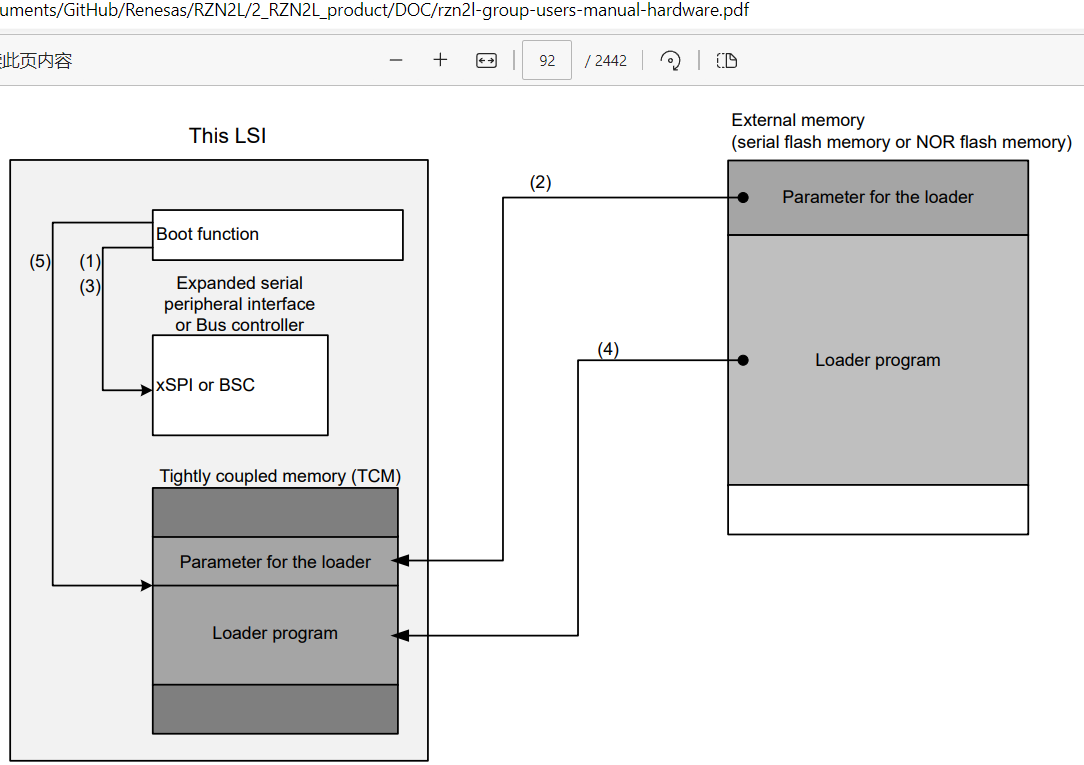 uments/GitHub/Renesas/RZN2L/2_RZN2L_product/DOC/rzn2l-group-users-manual-hardware.pdf
此页内容
92 / 2442
This LSI
External memory
(serial flash memory or NOR flash memory)
(2)
Parameter for the loader
Boot function
(5) (1)
(3)
Expanded serial
peripheral interface
or Bus controller
(4)
Loader program
xSPI or BSC
Tightly coupled memory (TCM)
Parameter for the loader
Loader program